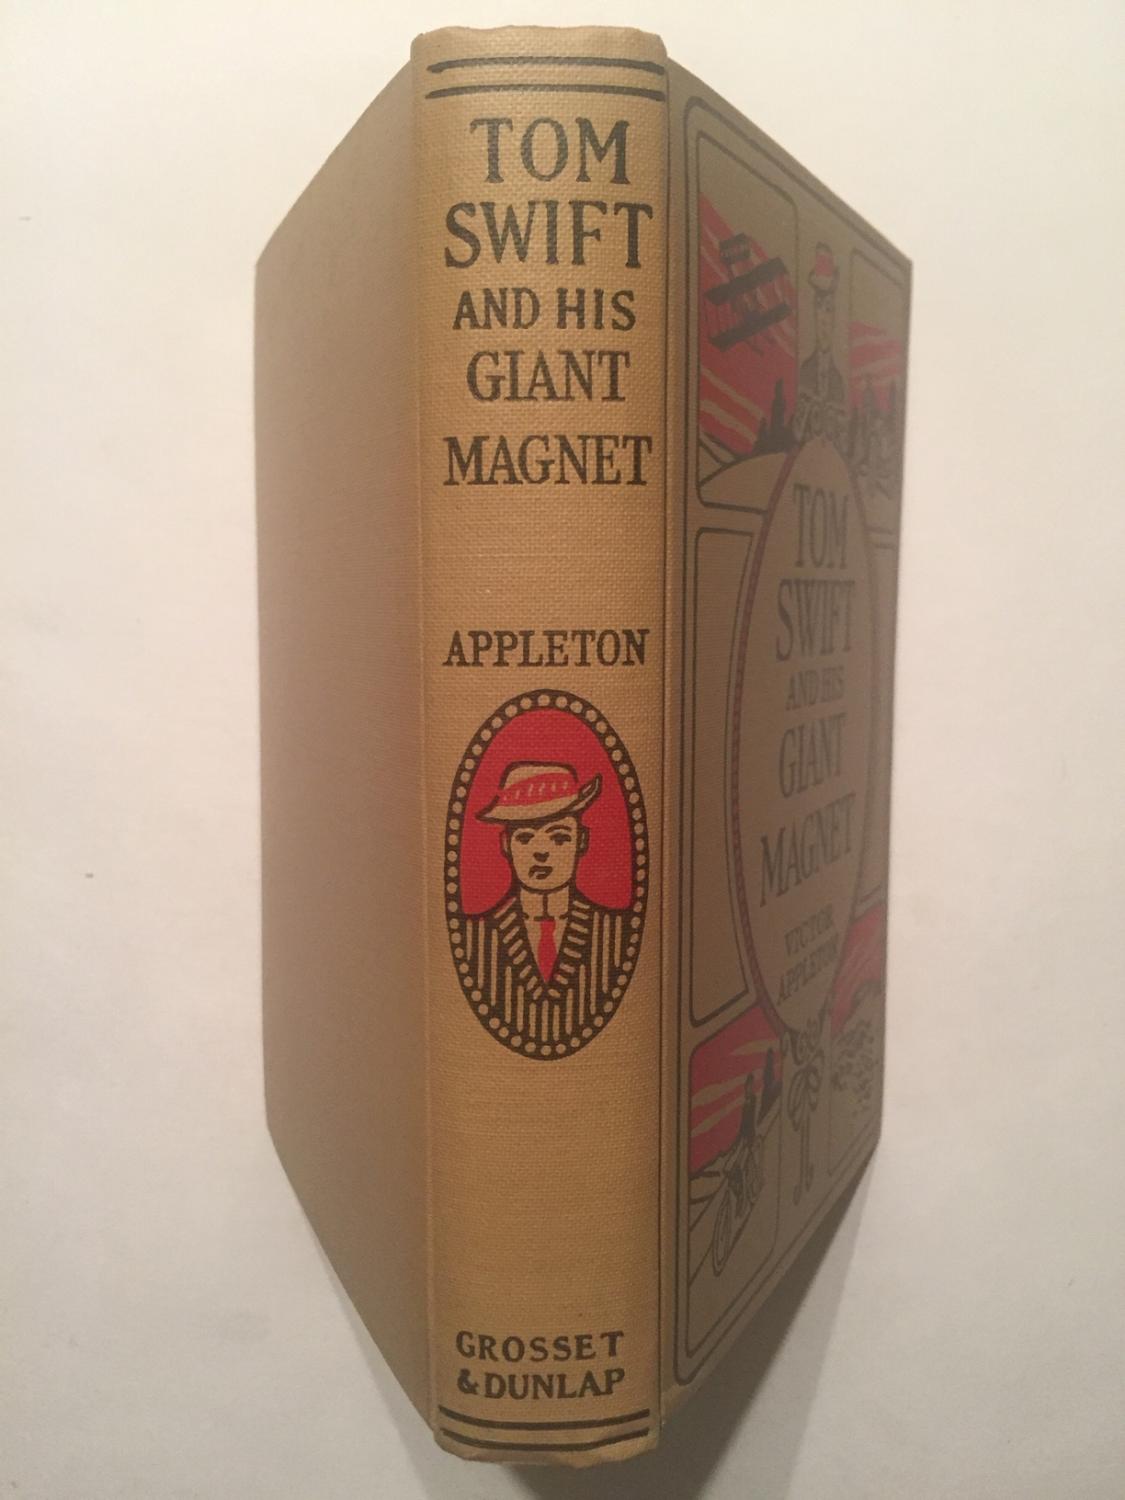 TOM
SWIFT
AND HIS
GIANT
MAGNET
APPLETON
GROSSET
& DUNLAP
TOM
SWIFT
AND HIS
GIANT
MAGNET
VICTOR
APPLETON